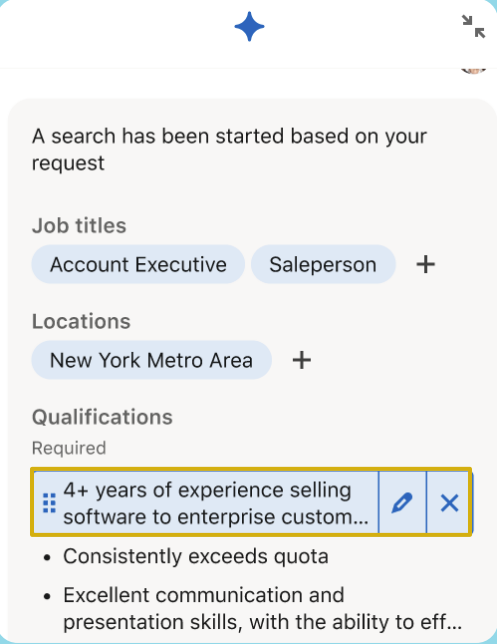 A search has been started based on your
request
Job titles
Account Executive
Saleperson
Locations
New York Metro Area
Qualifications
Required
4+ years of experience selling
software to enterprise custom...
Consistently exceeds quota
Excellent communication and
presentation skills, with the ability to eff...